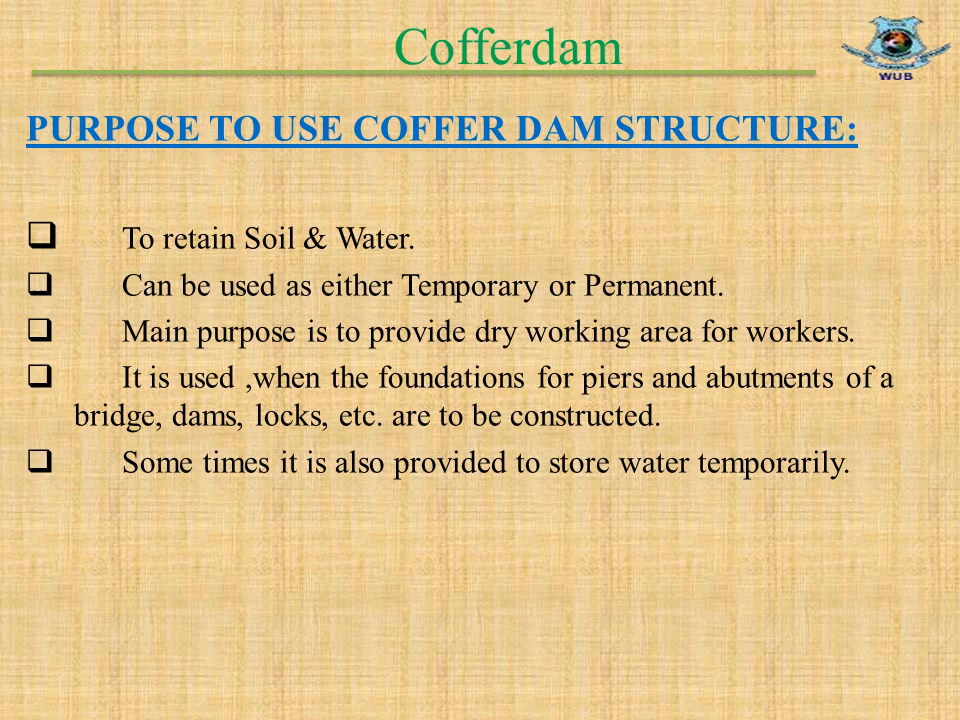 Cofferdam
WUB
PURPOSE TO USE COFFER DAM STRUCTURE:
To retain Soil & Water.
Can be used as either Temporary or Permanent.
Main purpose is to provide dry working area for workers.
It is used ,when the foundations for piers and abutments of a
bridge, dams, locks, etc. are to be constructed.
Some times it is also provided to store water temporarily.